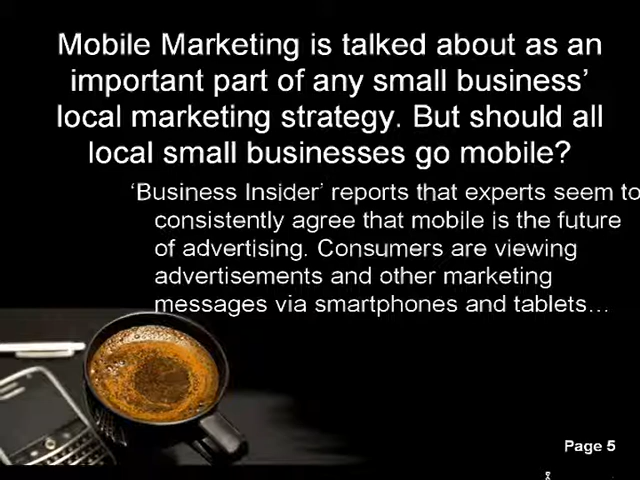 Mobile Marketing is talked about as an
important part of any small business’
local marketing strategy. But should all
local small businesses go mobile?
‘Business Insider’ reports that experts seem to
consistently agree that mobile is the future
of advertising. Consumers are viewing
advertisements and other marketing
messages via smartphones and tablets…
Page 5